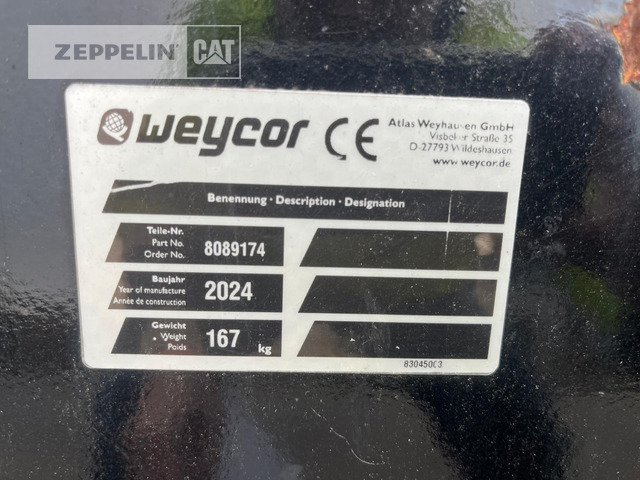 ZEPPELIN CAT
weycor CE
Atlas Weyhausen GmbH
Visbeker Straße 35
D-27793 Wildeshausen
www.weycor.de
Benennung · Description · Designation
Teile-Nr.
Part No.
Order No.
8089174
Baujahr
Year of manufacture
Année de construction
2024
Gewicht
Weight
Poids
167 kg
83045003